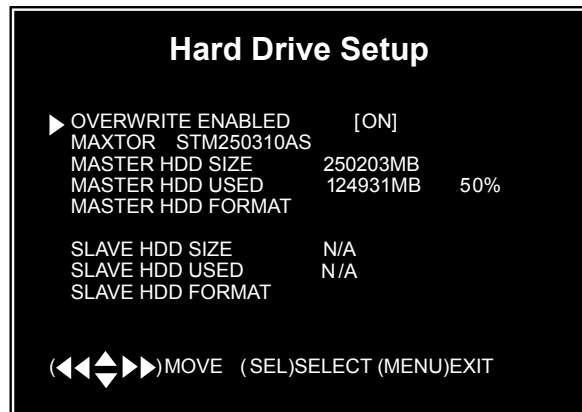 Hard Drive Setup
OVERWRITE ENABLED [ON]
MAXTOR STM250310AS
MASTER HDD SIZE 250203MB
MASTER HDD USED 124931MB 50%
MASTER HDD FORMAT
SLAVE HDD SIZE N/A
SLAVE HDD USED N/A
SLAVE HDD FORMAT
()MOVE (SEL)SELECT (MENU)EXIT